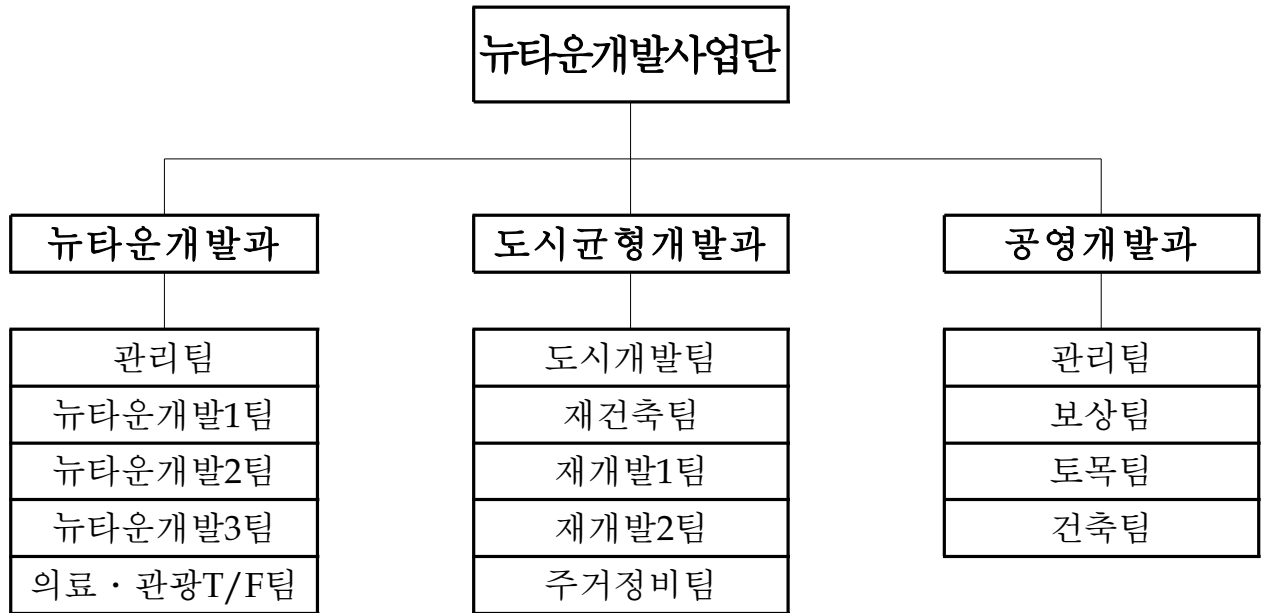 뉴타운개발사업단
뉴타운개발과
도시균형개발과
공영개발과
관리팀
뉴타운개발1팀
뉴타운개발2팀
뉴타운개발3팀
의료・관광T/F팀
도시개발팀
재건축팀
재개발1팀
재개발2팀
주거정비팀
관리팀
보상팀
토목팀
건축팀